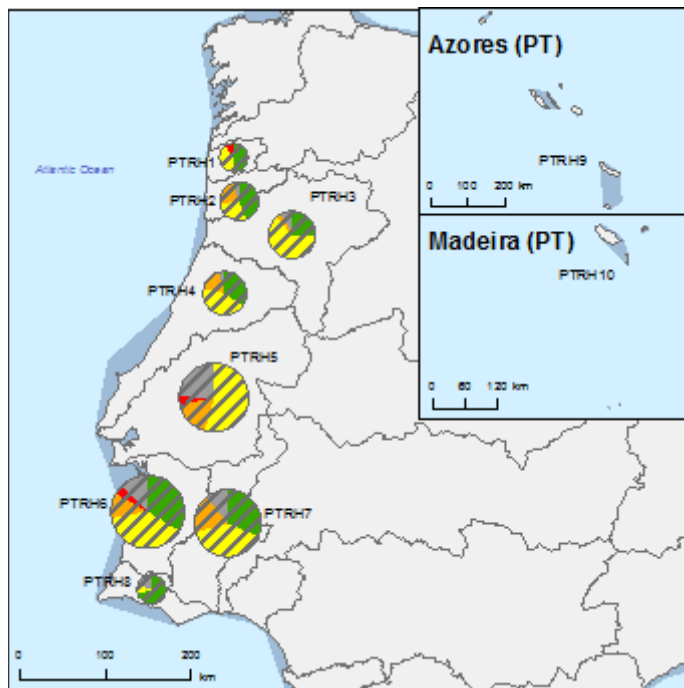 Azores (PT)
PTRH9
0 100 200
km
Madeira (PT)
PTRH10
0 60 120
km
Atlantic Ocean
PTRH1
PTRH2
PTRH3
PTRH4
PTRH5
PTRH6
PTRH7
PTRH8
0 100 200
km